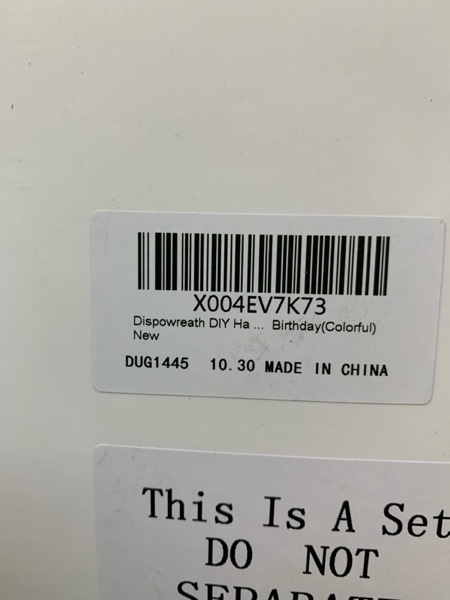 X004EV7K73
Dispowreath DIY Ha ... Birthday(Colorful)
New
DUG1445 10.30 MADE IN CHINA
This Is A Set
DO NOT